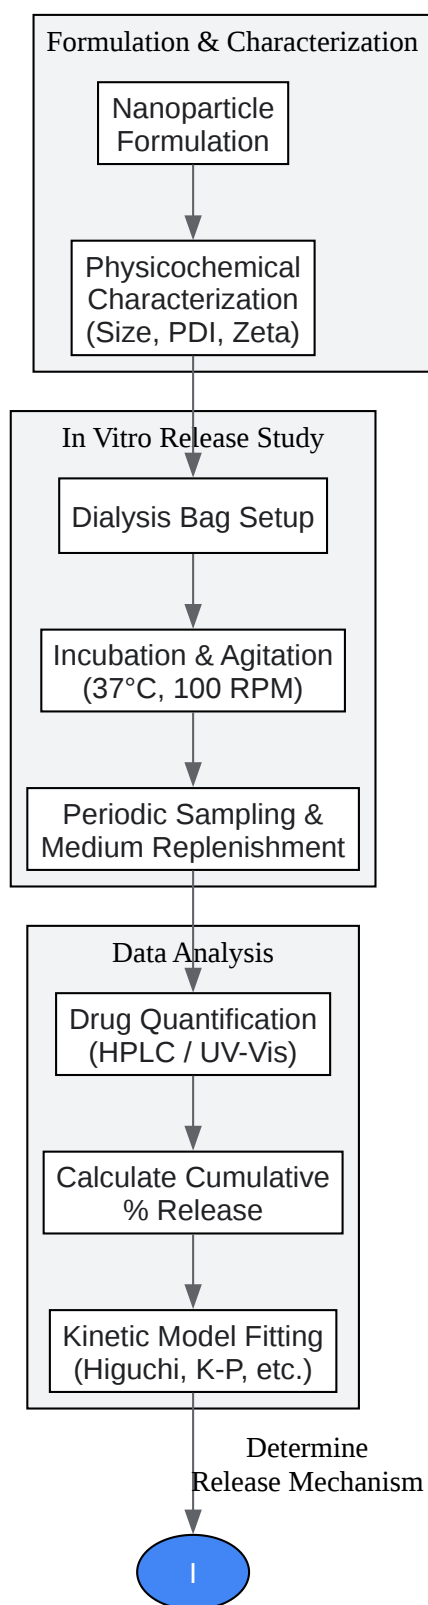 Formulation & Characterization
Nanoparticle
Formulation
Physicochemical
Characterization
(Size, PDI, Zeta)
In Vitro Release Study
Dialysis Bag Setup
Incubation & Agitation
(37°C, 100 RPM)
Periodic Sampling &
Medium Replenishment
Data Analysis
Drug Quantification
(HPLC / UV-Vis)
Calculate Cumulative
% Release
Kinetic Model Fitting
(Higuchi, K-P, etc.)
Determine
Release Mechanism
I